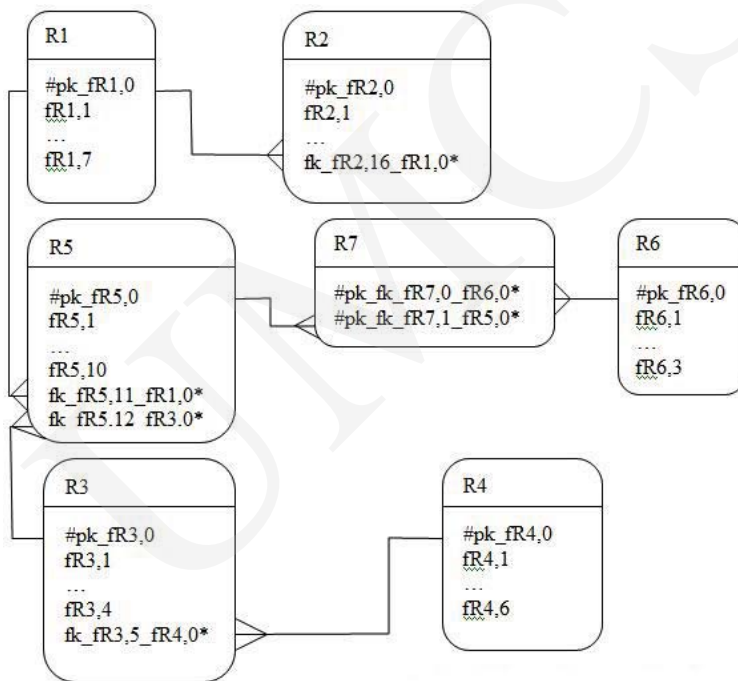 R1
#pk_fR1,0
fR1,1
...
fR1,7
R2
#pk_fR2,0
fR2,1
...
fk_fR2,16_fR1,0*
R5
#pk_fR5,0
fR5,1
...
fR5,10
fk_fR5,11_fR1,0*
fk_fR5.12_fR3.0*
R7
#pk_fk_fR7,0_fR6,0*
#pk_fk_fR7,1_fR5,0*
R6
#pk_fR6,0
fR6,1
...
fR6,3
R3
#pk_fR3,0
fR3,1
...
fR3,4
fk_fR3,5_fR4,0*
R4
#pk_fR4,0
fR4,1
...
fR4,6
UMCS